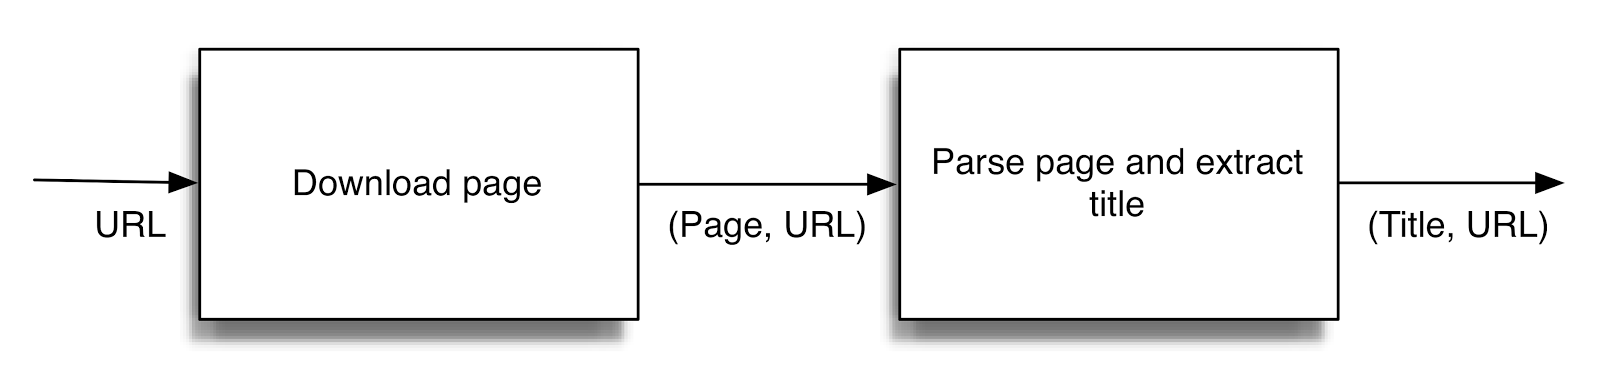 Download page
Parse page and extract
title
URL
(Page, URL)
(Title, URL)